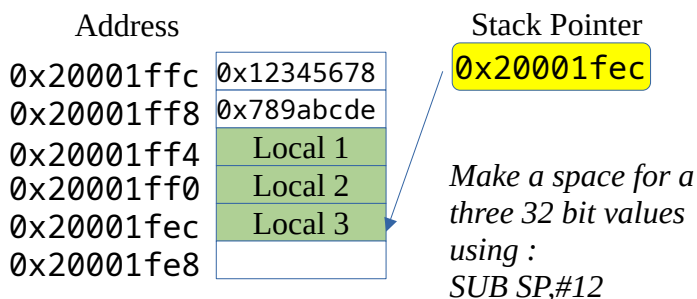 Address
Stack Pointer
0x20001ffc 0x12345678
0x20001fec
0x20001ff8 0x789abcde
0x20001ff4 Local 1
0x20001ff0 Local 2
0x20001fec Local 3
0x20001fe8
Make a space for a
three 32 bit values
using :
SUB SP,#12